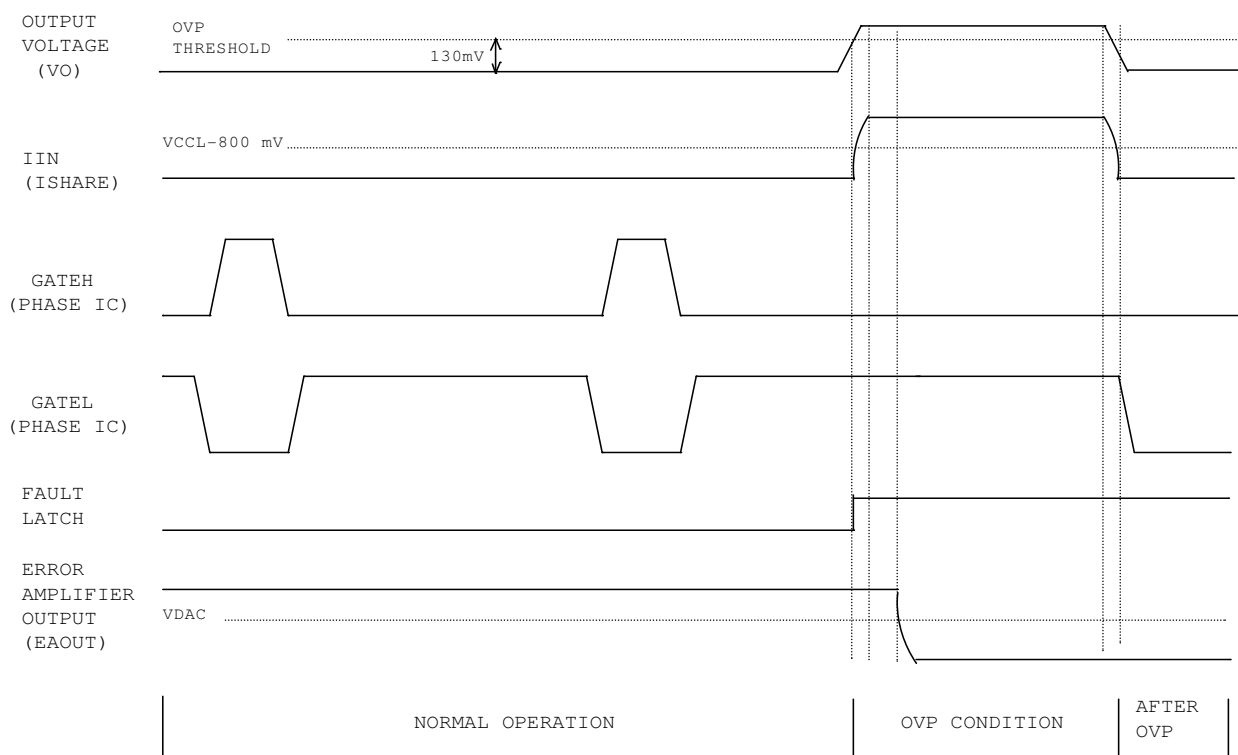 OUTPUT
VOLTAGE
(VO)
OVP
THRESHOLD
130mV
IIN
(ISHARE)
VCCL-800 mV
GATEH
(PHASE IC)
GATEL
(PHASE IC)
FAULT
LATCH
ERROR
AMPLIFIER
OUTPUT
(EAOUT)
VDAC
NORMAL OPERATION
OVP CONDITION
AFTER
OVP